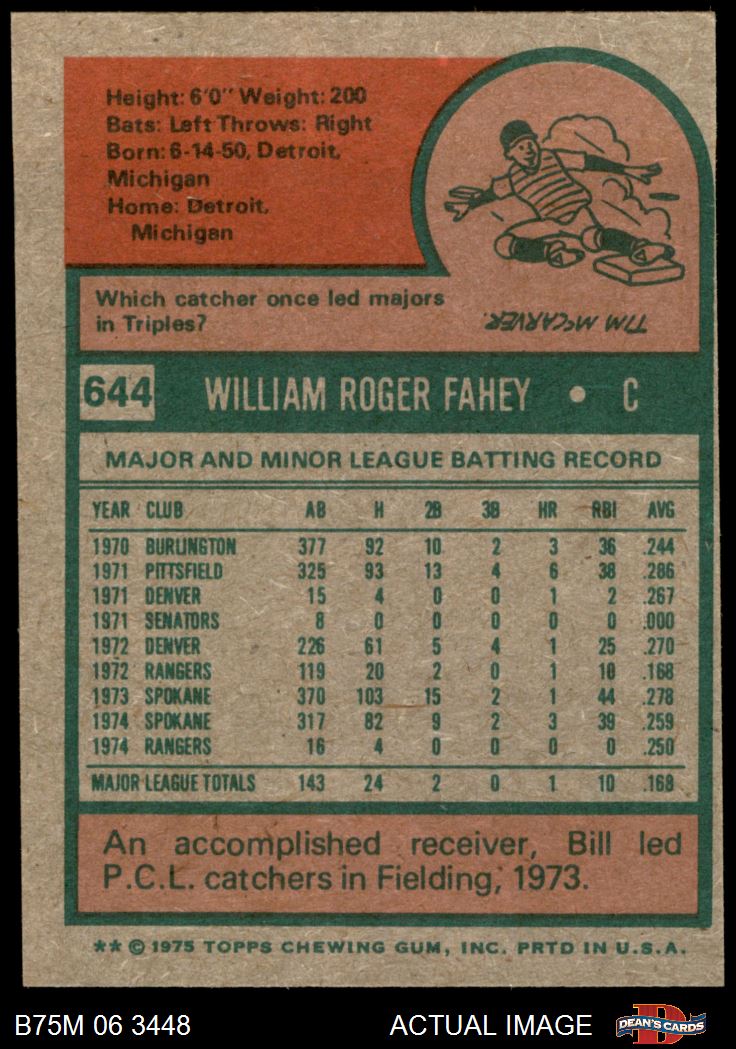 Height: 6'0" Weight: 200
Bats: Left Throws: Right
Born: 6-14-50, Detroit,
Michigan
Home: Detroit,
Michigan
Which catcher once led majors
in Triples?
TIM McCARVER.
644 WILLIAM ROGER FAHEY • C
MAJOR AND MINOR LEAGUE BATTING RECORD
YEAR CLUB AB H 2B 3B HR RBI AVG
1970 BURLINGTON 377 92 10 2 3 36 .244
1971 PITTSFIELD 325 93 13 4 6 38 .286
1971 DENVER 15 4 0 0 1 2 .267
1971 SENATORS 8 0 0 0 0 0 .000
1972 DENVER 226 61 5 4 1 25 .270
1972 RANGERS 119 20 2 0 1 10 .168
1973 SPOKANE 370 103 15 2 1 44 .278
1974 SPOKANE 317 82 9 2 3 39 .259
1974 RANGERS 16 4 0 0 0 0 .250
MAJOR LEAGUE TOTALS 143 24 2 0 1 10 .168
An accomplished receiver, Bill led
P.C.L. catchers in Fielding, 1973.
** © 1975 TOPPS CHEWING GUM, INC. PRTD IN U.S.A.
B75M 06 3448 ACTUAL IMAGE DEAN'S CARDS